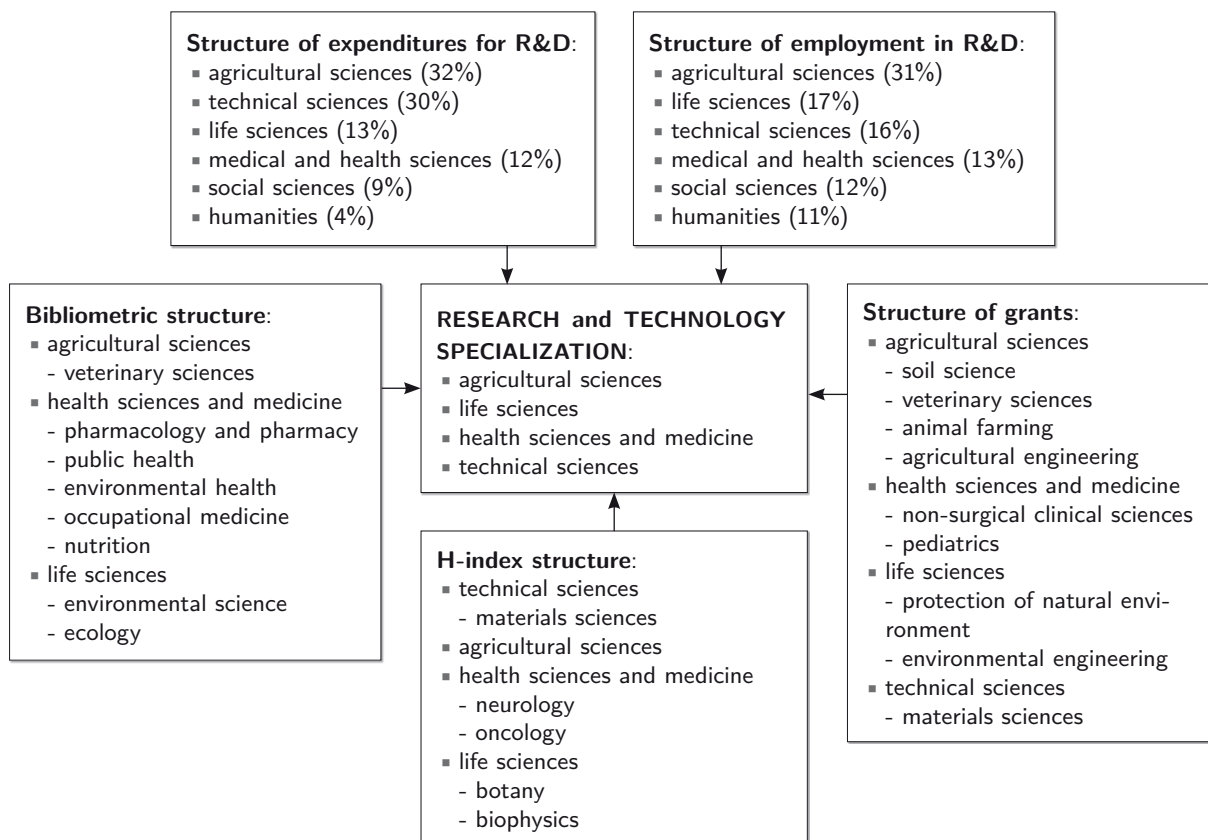 Structure of expenditures for R&D:
▪ agricultural sciences (32%)
▪ technical sciences (30%)
▪ life sciences (13%)
▪ medical and health sciences (12%)
▪ social sciences (9%)
▪ humanities (4%)
Structure of employment in R&D:
▪ agricultural sciences (31%)
▪ life sciences (17%)
▪ technical sciences (16%)
▪ medical and health sciences (13%)
▪ social sciences (12%)
▪ humanities (11%)
Bibliometric structure:
▪ agricultural sciences
- veterinary sciences
▪ health sciences and medicine
- pharmacology and pharmacy
- public health
- environmental health
- occupational medicine
- nutrition
▪ life sciences
- environmental science
- ecology
RESEARCH and TECHNOLOGY
SPECIALIZATION:
▪ agricultural sciences
▪ life sciences
▪ health sciences and medicine
▪ technical sciences
Structure of grants:
▪ agricultural sciences
- soil science
- veterinary sciences
- animal farming
- agricultural engineering
▪ health sciences and medicine
- non-surgical clinical sciences
- pediatrics
▪ life sciences
- protection of natural envi-
ronment
- environmental engineering
▪ technical sciences
- materials sciences
H-index structure:
▪ technical sciences
- materials sciences
▪ agricultural sciences
▪ health sciences and medicine
- neurology
- oncology
▪ life sciences
- botany
- biophysics